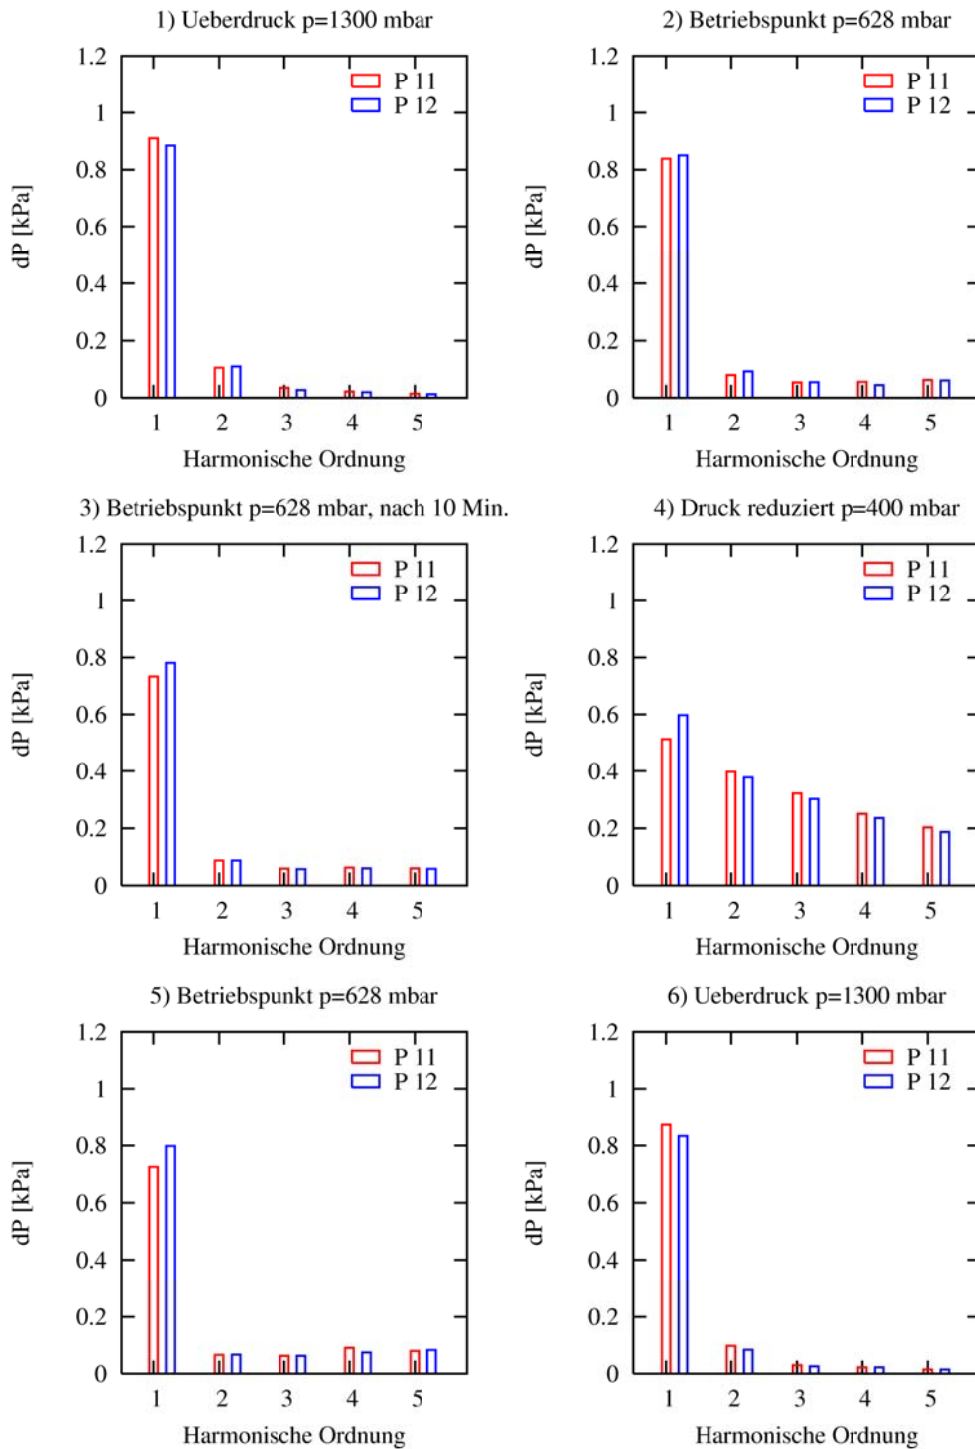 1) Ueberdruck p=1300 mbar
1.2
1
0.8
0.6
0.4
0.2
0
dP [kPa]
P 11
P 12
1 2 3 4 5
Harmonische Ordnung
2) Betriebspunkt p=628 mbar
1.2
1
0.8
0.6
0.4
0.2
0
dP [kPa]
P 11
P 12
1 2 3 4 5
Harmonische Ordnung
3) Betriebspunkt p=628 mbar, nach 10 Min.
1.2
1
0.8
0.6
0.4
0.2
0
dP [kPa]
P 11
P 12
1 2 3 4 5
Harmonische Ordnung
4) Druck reduziert p=400 mbar
1.2
1
0.8
0.6
0.4
0.2
0
dP [kPa]
P 11
P 12
1 2 3 4 5
Harmonische Ordnung
5) Betriebspunkt p=628 mbar
1.2
1
0.8
0.6
0.4
0.2
0
dP [kPa]
P 11
P 12
1 2 3 4 5
Harmonische Ordnung
6) Ueberdruck p=1300 mbar
1.2
1
0.8
0.6
0.4
0.2
0
dP [kPa]
P 11
P 12
1 2 3 4 5
Harmonische Ordnung